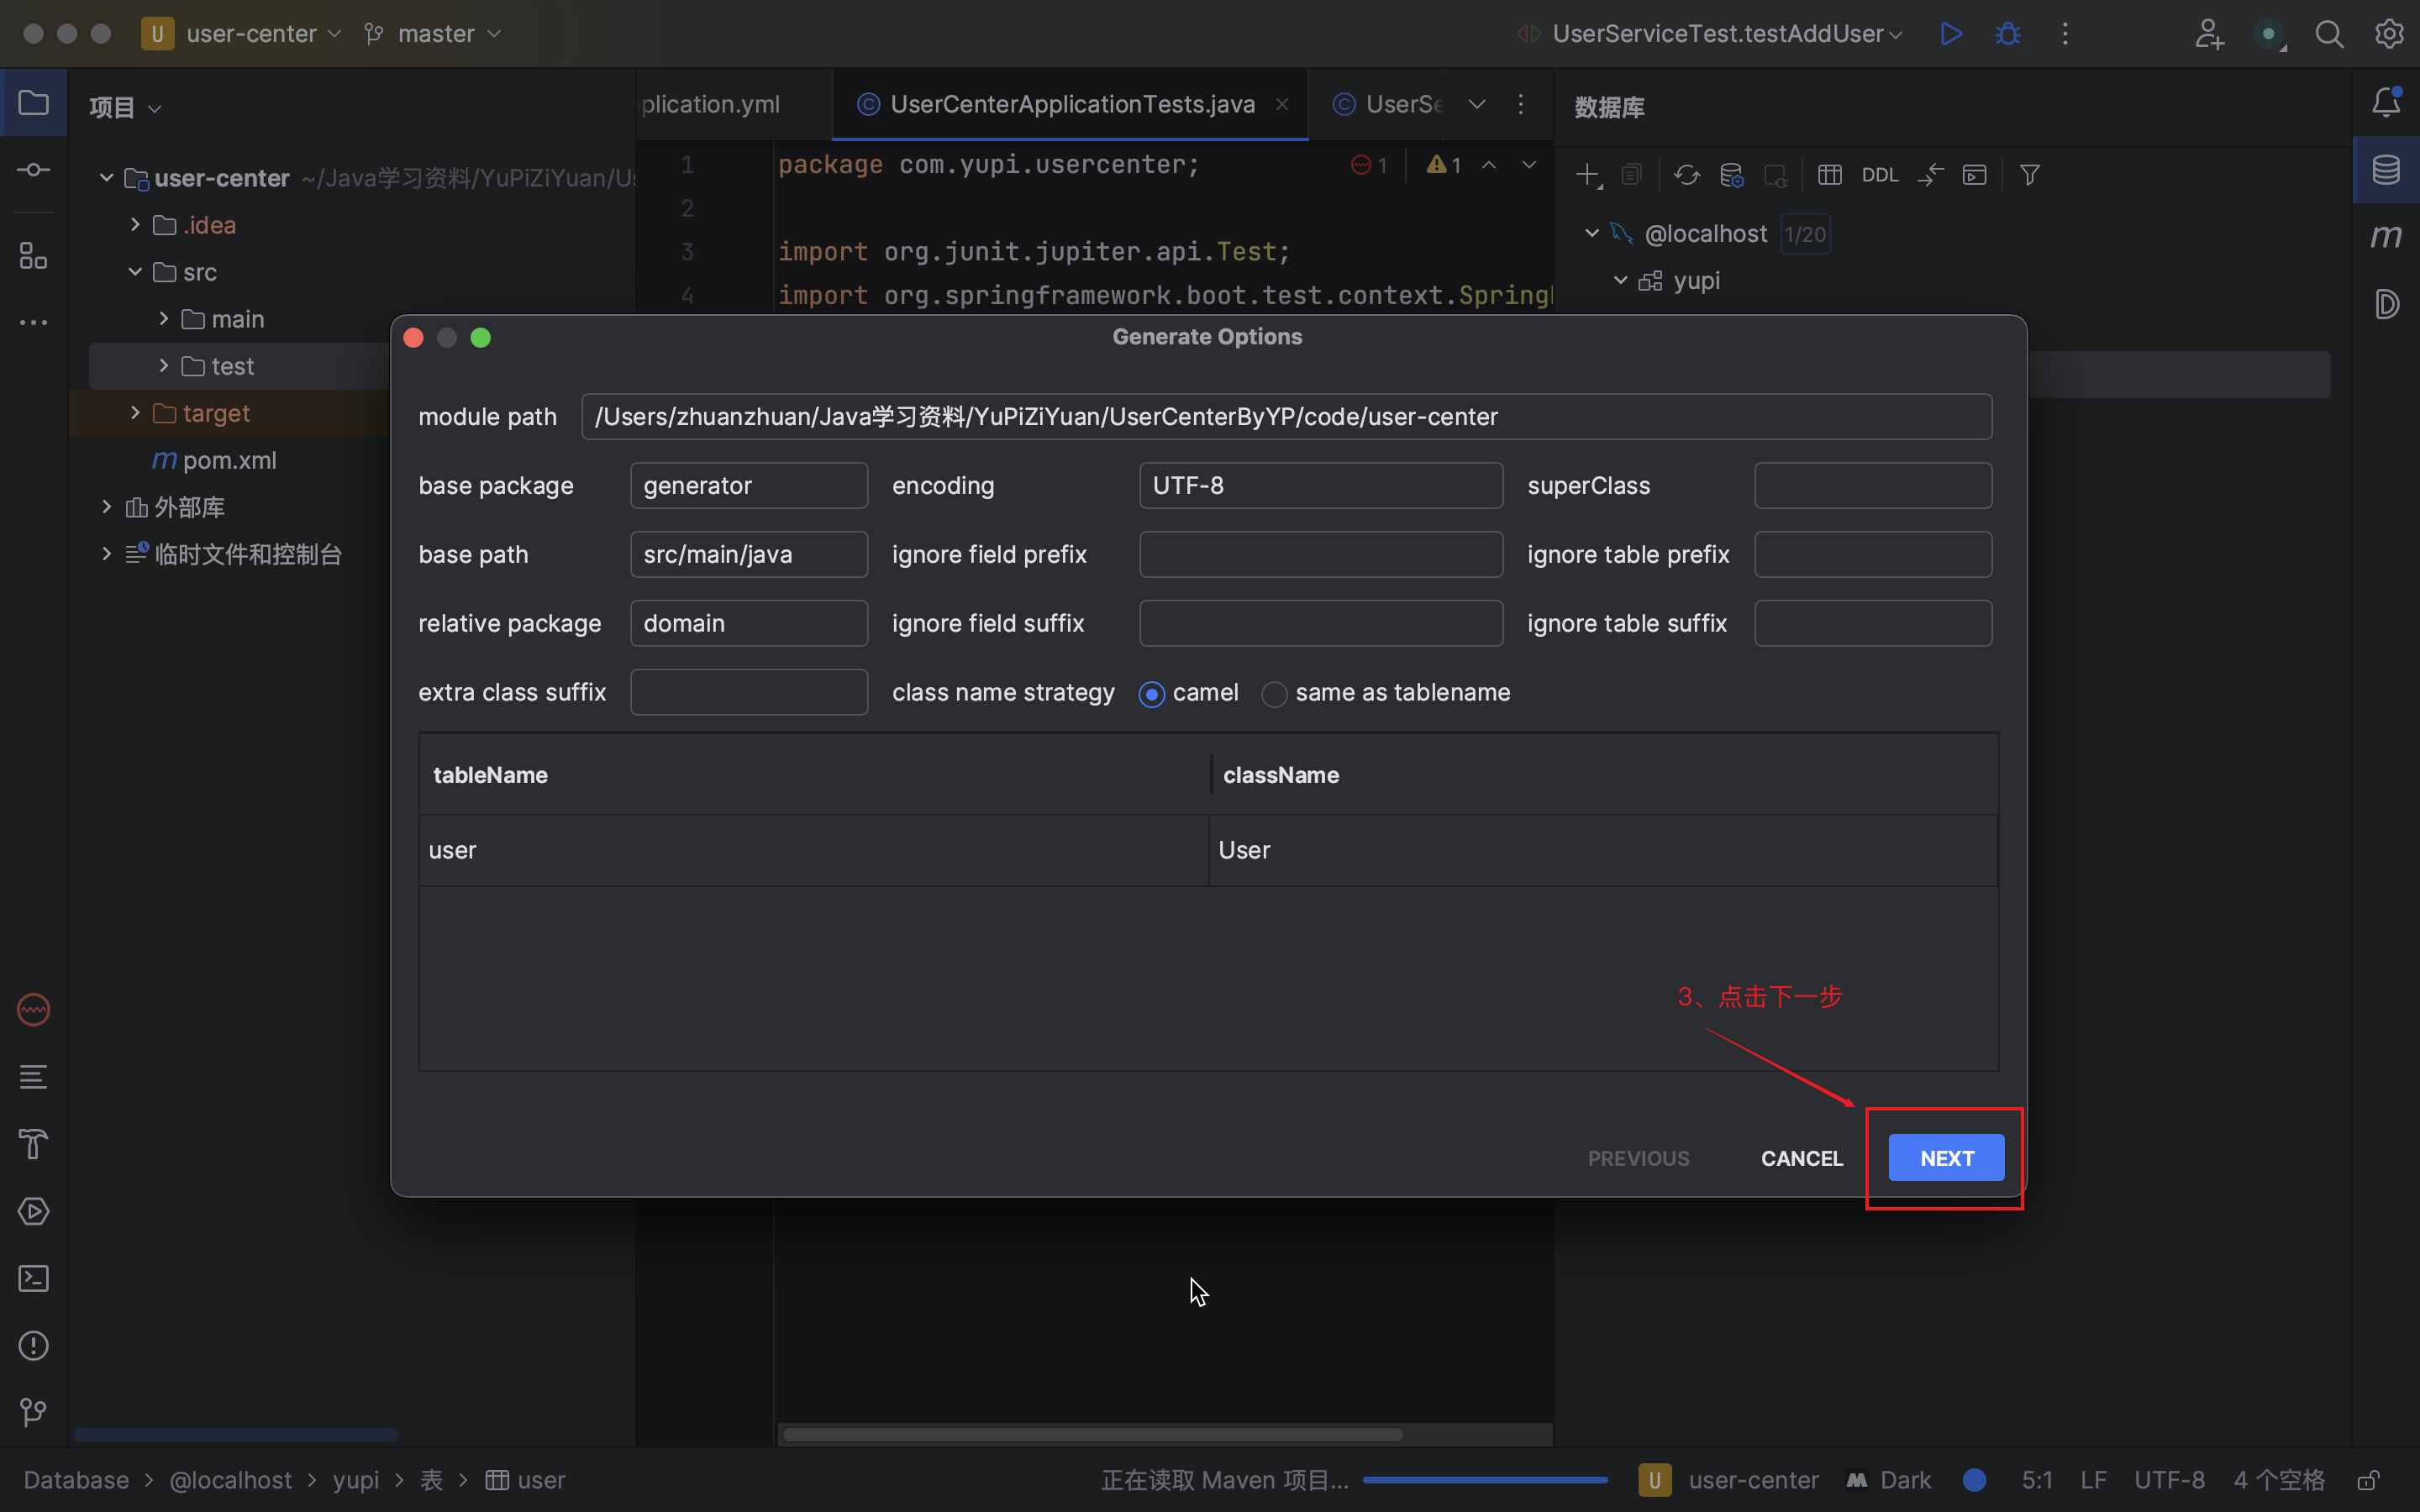 U user-center master UserServiceTest.testAddUser
项目
plication.yml UserCenterApplicationTests.java UserSe
数据库
user-center ~/Java学习资料/YuPiZiYuan/Us
.idea
src
main
test
target
pom.xml
外部库
临时文件和控制台
1 package com.yupi.usercenter;
1 1
2
3 import org.junit.jupiter.api.Test;
4 import org.springframework.boot.test.context.Spring
DDL
@localhost 1/20
yupi
Generate Options
module path /Users/zhuanzhuan/Java学习资料/YuPiZiYuan/UserCenterByYP/code/user-center
base package generator encoding UTF-8 superClass
base path src/main/java ignore field prefix ignore table prefix
relative package domain ignore field suffix ignore table suffix
extra class suffix class name strategy camel same as tablename
tableName className
user User
3、点击下一步
PREVIOUS CANCEL NEXT
Database > @localhost > yupi > 表 > user
正在读取 Maven 项目... U user-center Dark 5:1 LF UTF-8 4 个空格